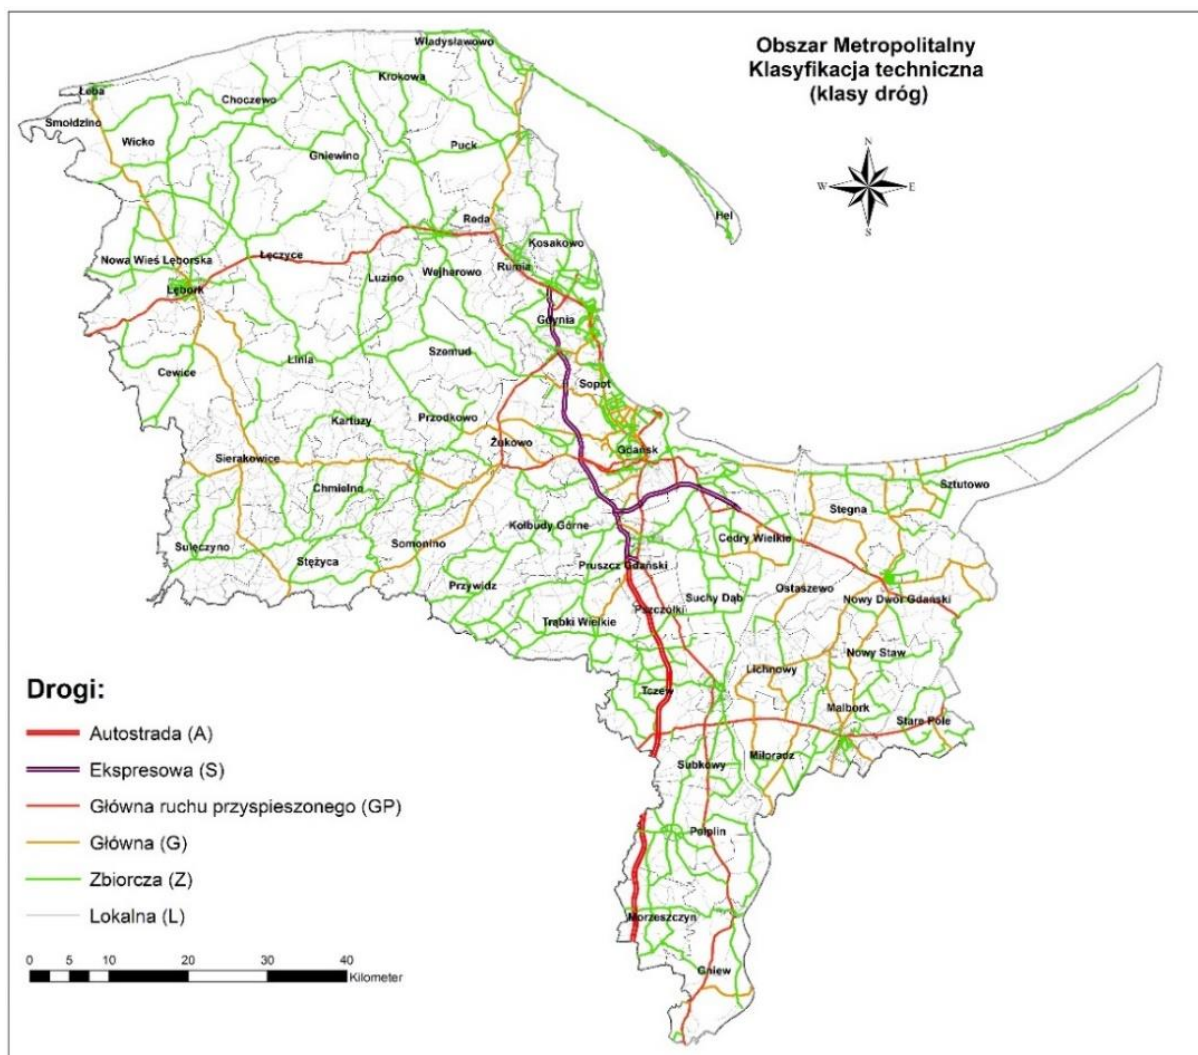 Obszar Metropolitalny
Klasyfikacja techniczna
(klasy dróg)
N
W
E
S
Władysławowo
Krokowa
Łeba
Choczewo
Smołdzino
Wicko
Puck
Gniewino
Hel
Reda
Kosakowo
Łęczyce
Nowa Wieś Lęborska
Rumia
Wejherowo
Luzino
Lębork
Gdynia
Szemud
Linia
Cewice
Sopot
Przodkowo
Kartuzy
Żukowo
Gdańsk
Sierakowice
Chmielno
Sztutowo
Stegna
Kolbudy Górne
Cedry Wielkie
Somonino
Sulęczyno
Stężyca
Pruszcz Gdański
Przywidz
Ostaszewo
Suchy Dąb
Nowy Dwór Gdański
Pszczółki
Trąbki Wielkie
Nowy Staw
Lichnowy
Tczew
Malbork
Stare Pole
Miłoradz
Subkowy
Pelplin
Morzeszczyn
Gniew
Drogi:
Autostrada (A)
Ekspresowa (S)
Główna ruchu przyspieszonego (GP)
Główna (G)
Zbiorcza (Z)
Lokalna (L)
0 5 10 20 30 40
Kilometer